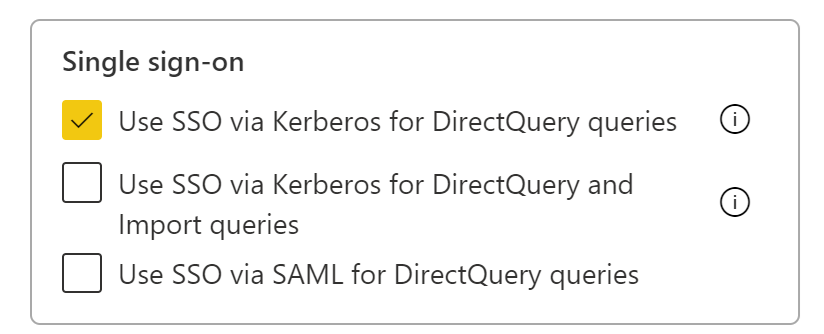 Single sign-on
Use SSO via Kerberos for DirectQuery queries
Use SSO via Kerberos for DirectQuery and
Import queries
Use SSO via SAML for DirectQuery queries